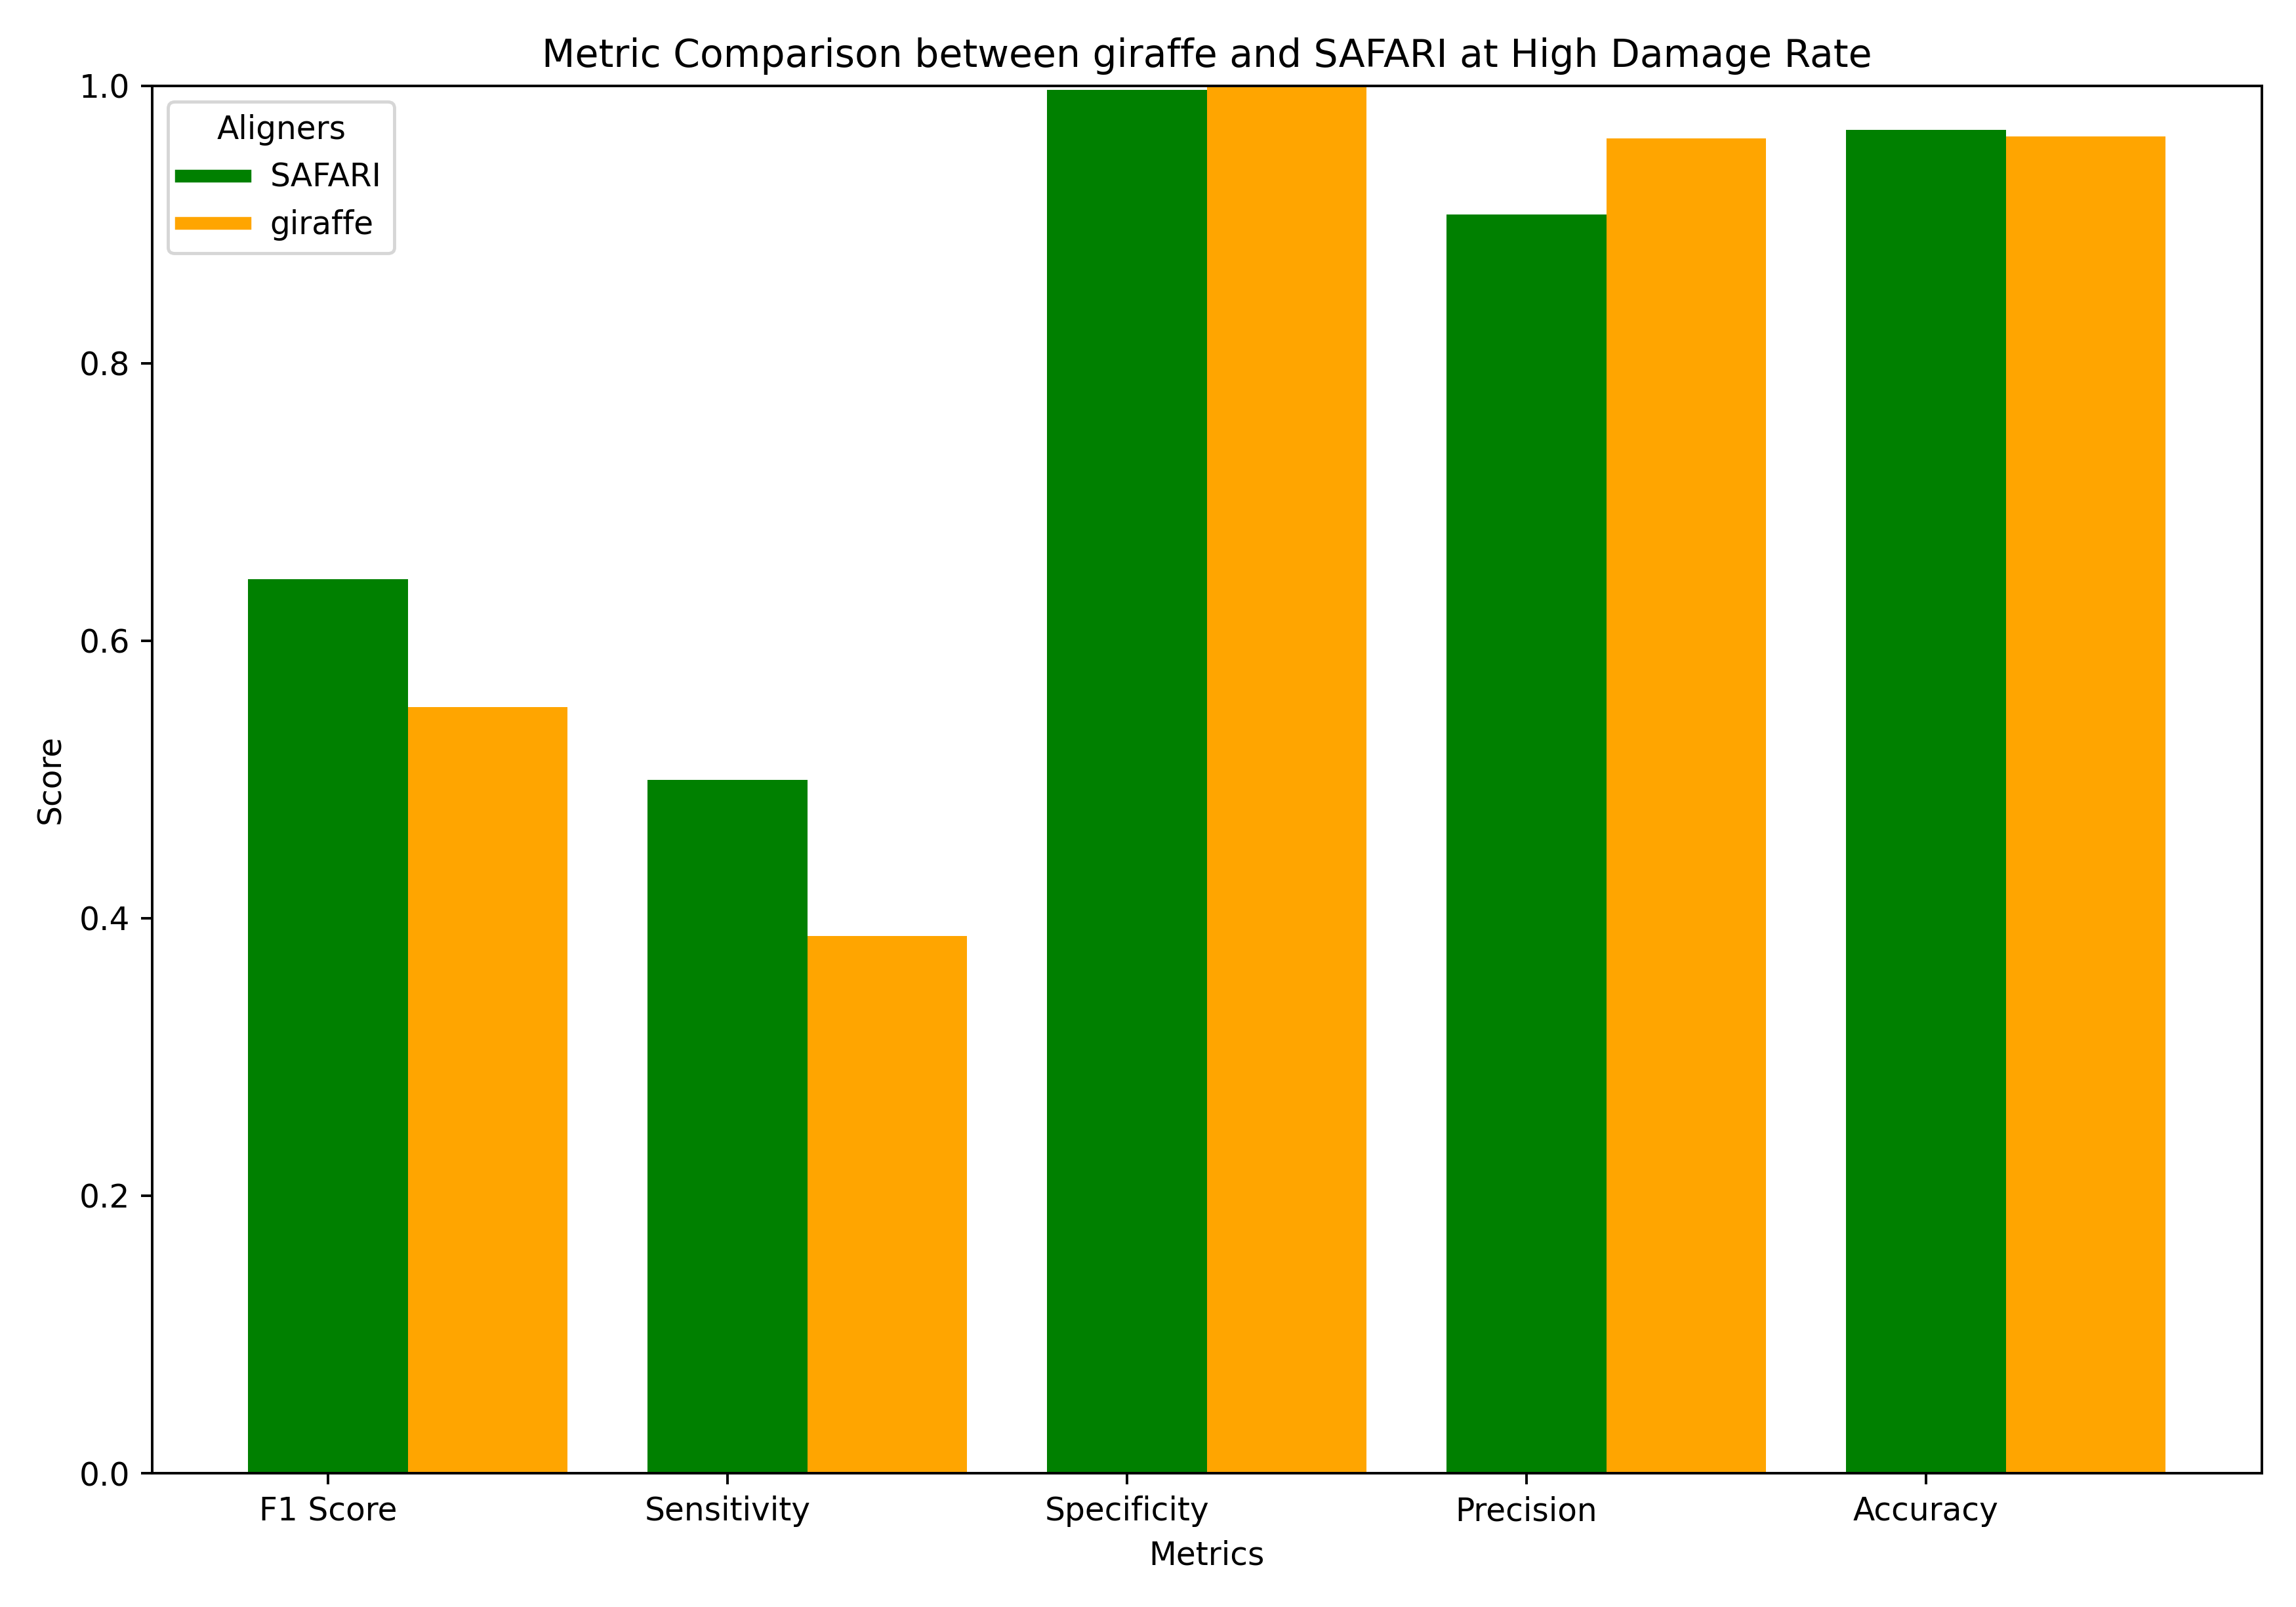 Metric Comparison between giraffe and SAFARI at High Damage Rate
Aligners
SAFARI
giraffe
1.0
0.8
0.6
0.4
0.2
0.0
Score
F1 Score
Sensitivity
Specificity
Precision
Accuracy
Metrics